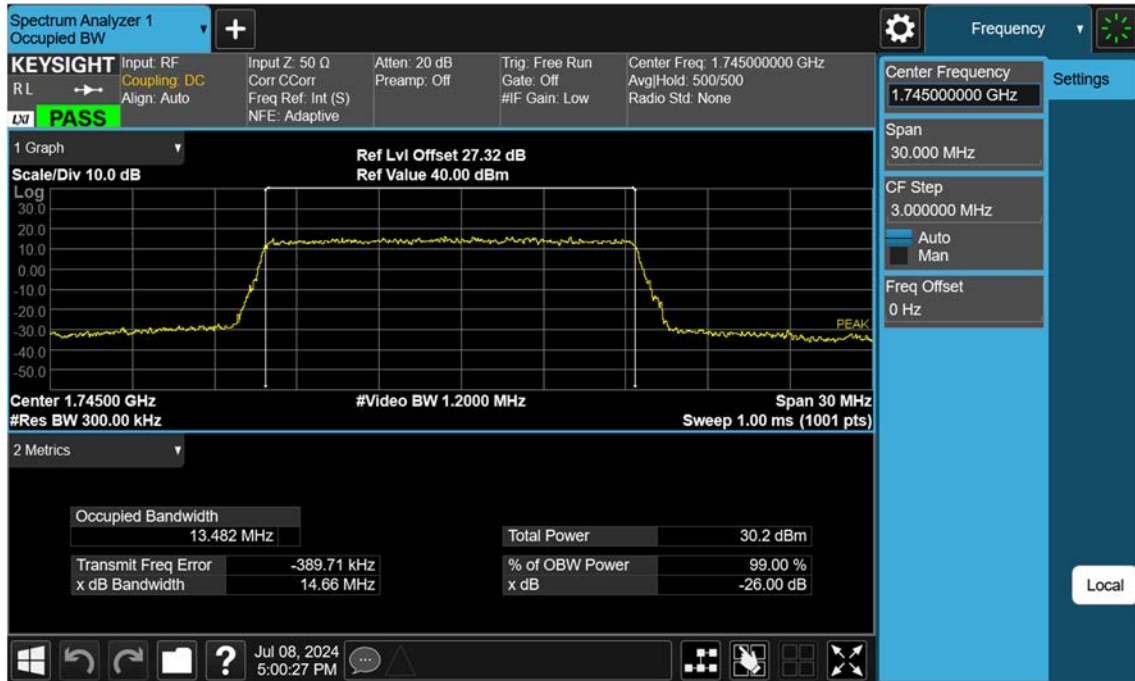 Spectrum Analyzer 1
Occupied BW
+
Frequency
KEYSIGHT
RL
LXI
PASS
Input: RF
Coupling: DC
Align: Auto
Input Z: 50 Ω
Corr CCorr
Freq Ref: Int (S)
NFE: Adaptive
Atten: 20 dB
Preamp: Off
Trig: Free Run
Gate: Off
#IF Gain: Low
Center Freq: 1.745000000 GHz
Avg|Hold: 500/500
Radio Std: None
Center Frequency
1.745000000 GHz
Settings
Span
30.000 MHz
CF Step
3.000000 MHz
Auto
Man
Freq Offset
0 Hz
Local
1 Graph
Scale/Div 10.0 dB
Ref Lvl Offset 27.32 dB
Ref Value 40.00 dBm
Log
30.0
20.0
10.0
0.00
-10.0
-20.0
-30.0
-40.0
-50.0
PEAK
Center 1.74500 GHz
#Video BW 1.2000 MHz
Span 30 MHz
#Res BW 300.00 kHz
Sweep 1.00 ms (1001 pts)
2 Metrics
Occupied Bandwidth
13.482 MHz
Total Power 30.2 dBm
Transmit Freq Error -389.71 kHz
% of OBW Power 99.00 %
x dB Bandwidth 14.66 MHz
x dB -26.00 dB
?
Jul 08, 2024
5:00:27 PM